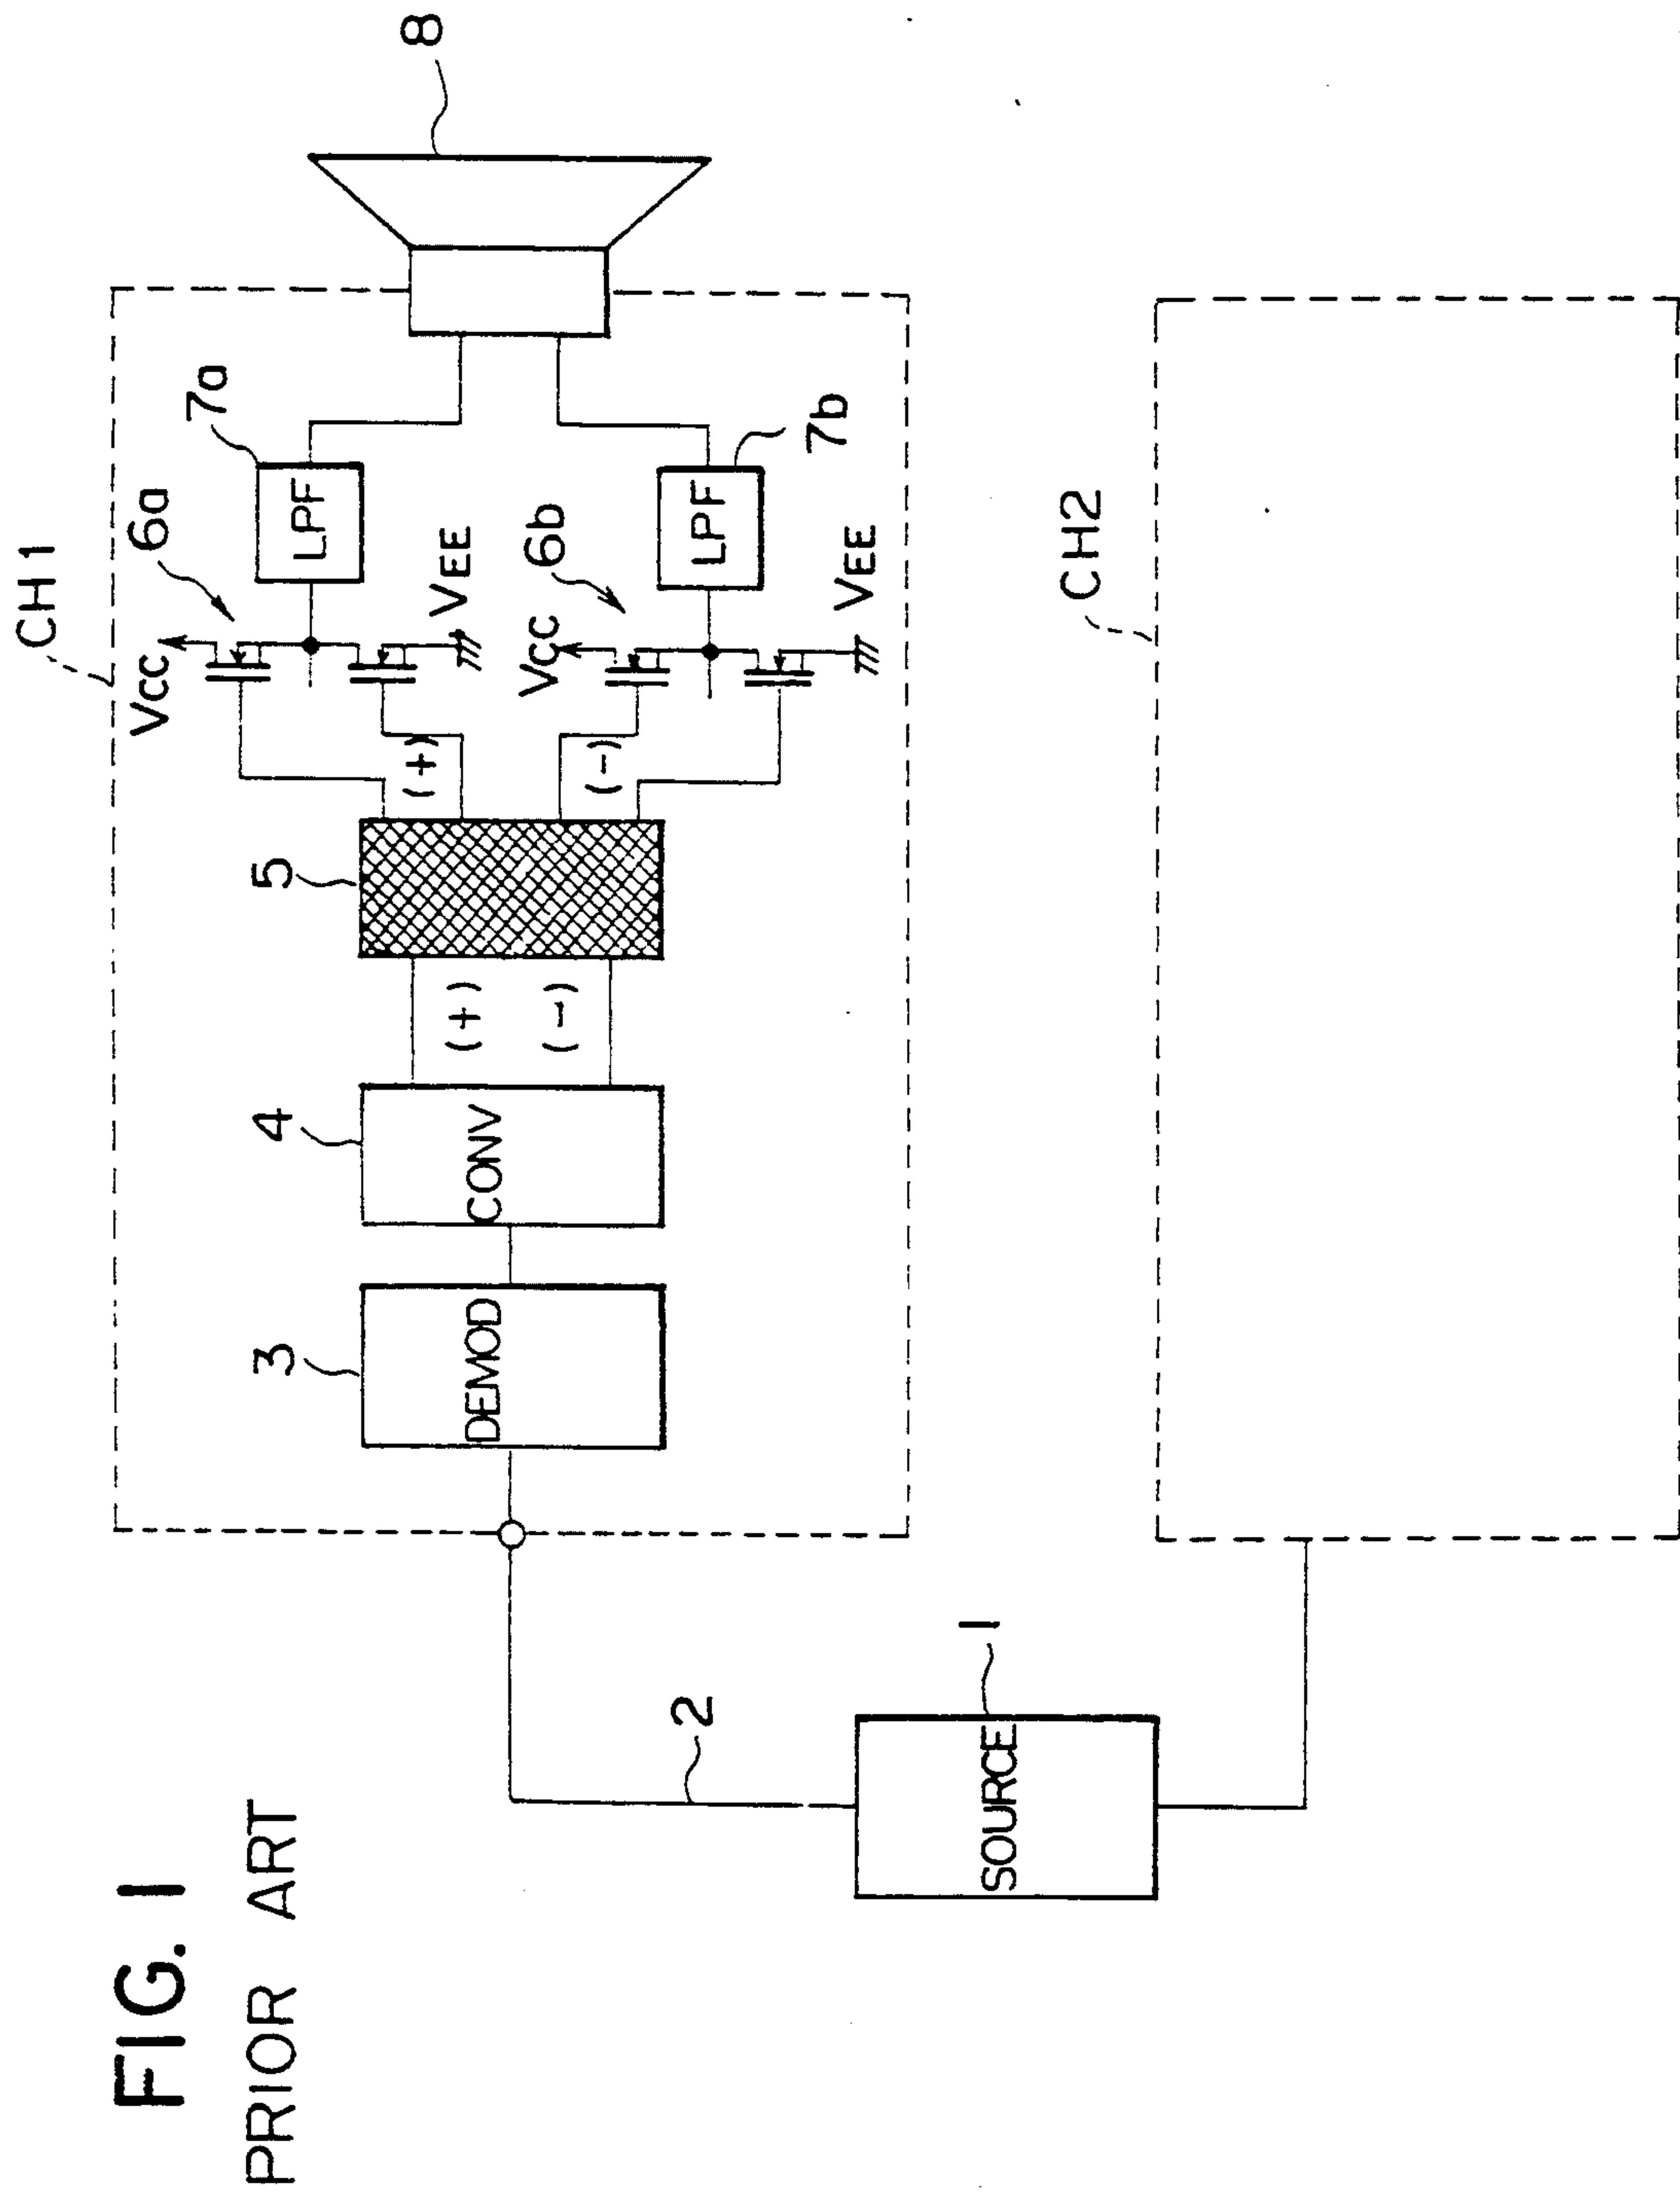 FIG. 1
PRIOR ART
CH1
VCC
6a
7a
LPF
VEE
8
3
DEMOD
4
CONV
(+)
(-)
5
(+)
(-)
VCC
6b
LPF
7b
VEE
2
1
SOURCE
CH2